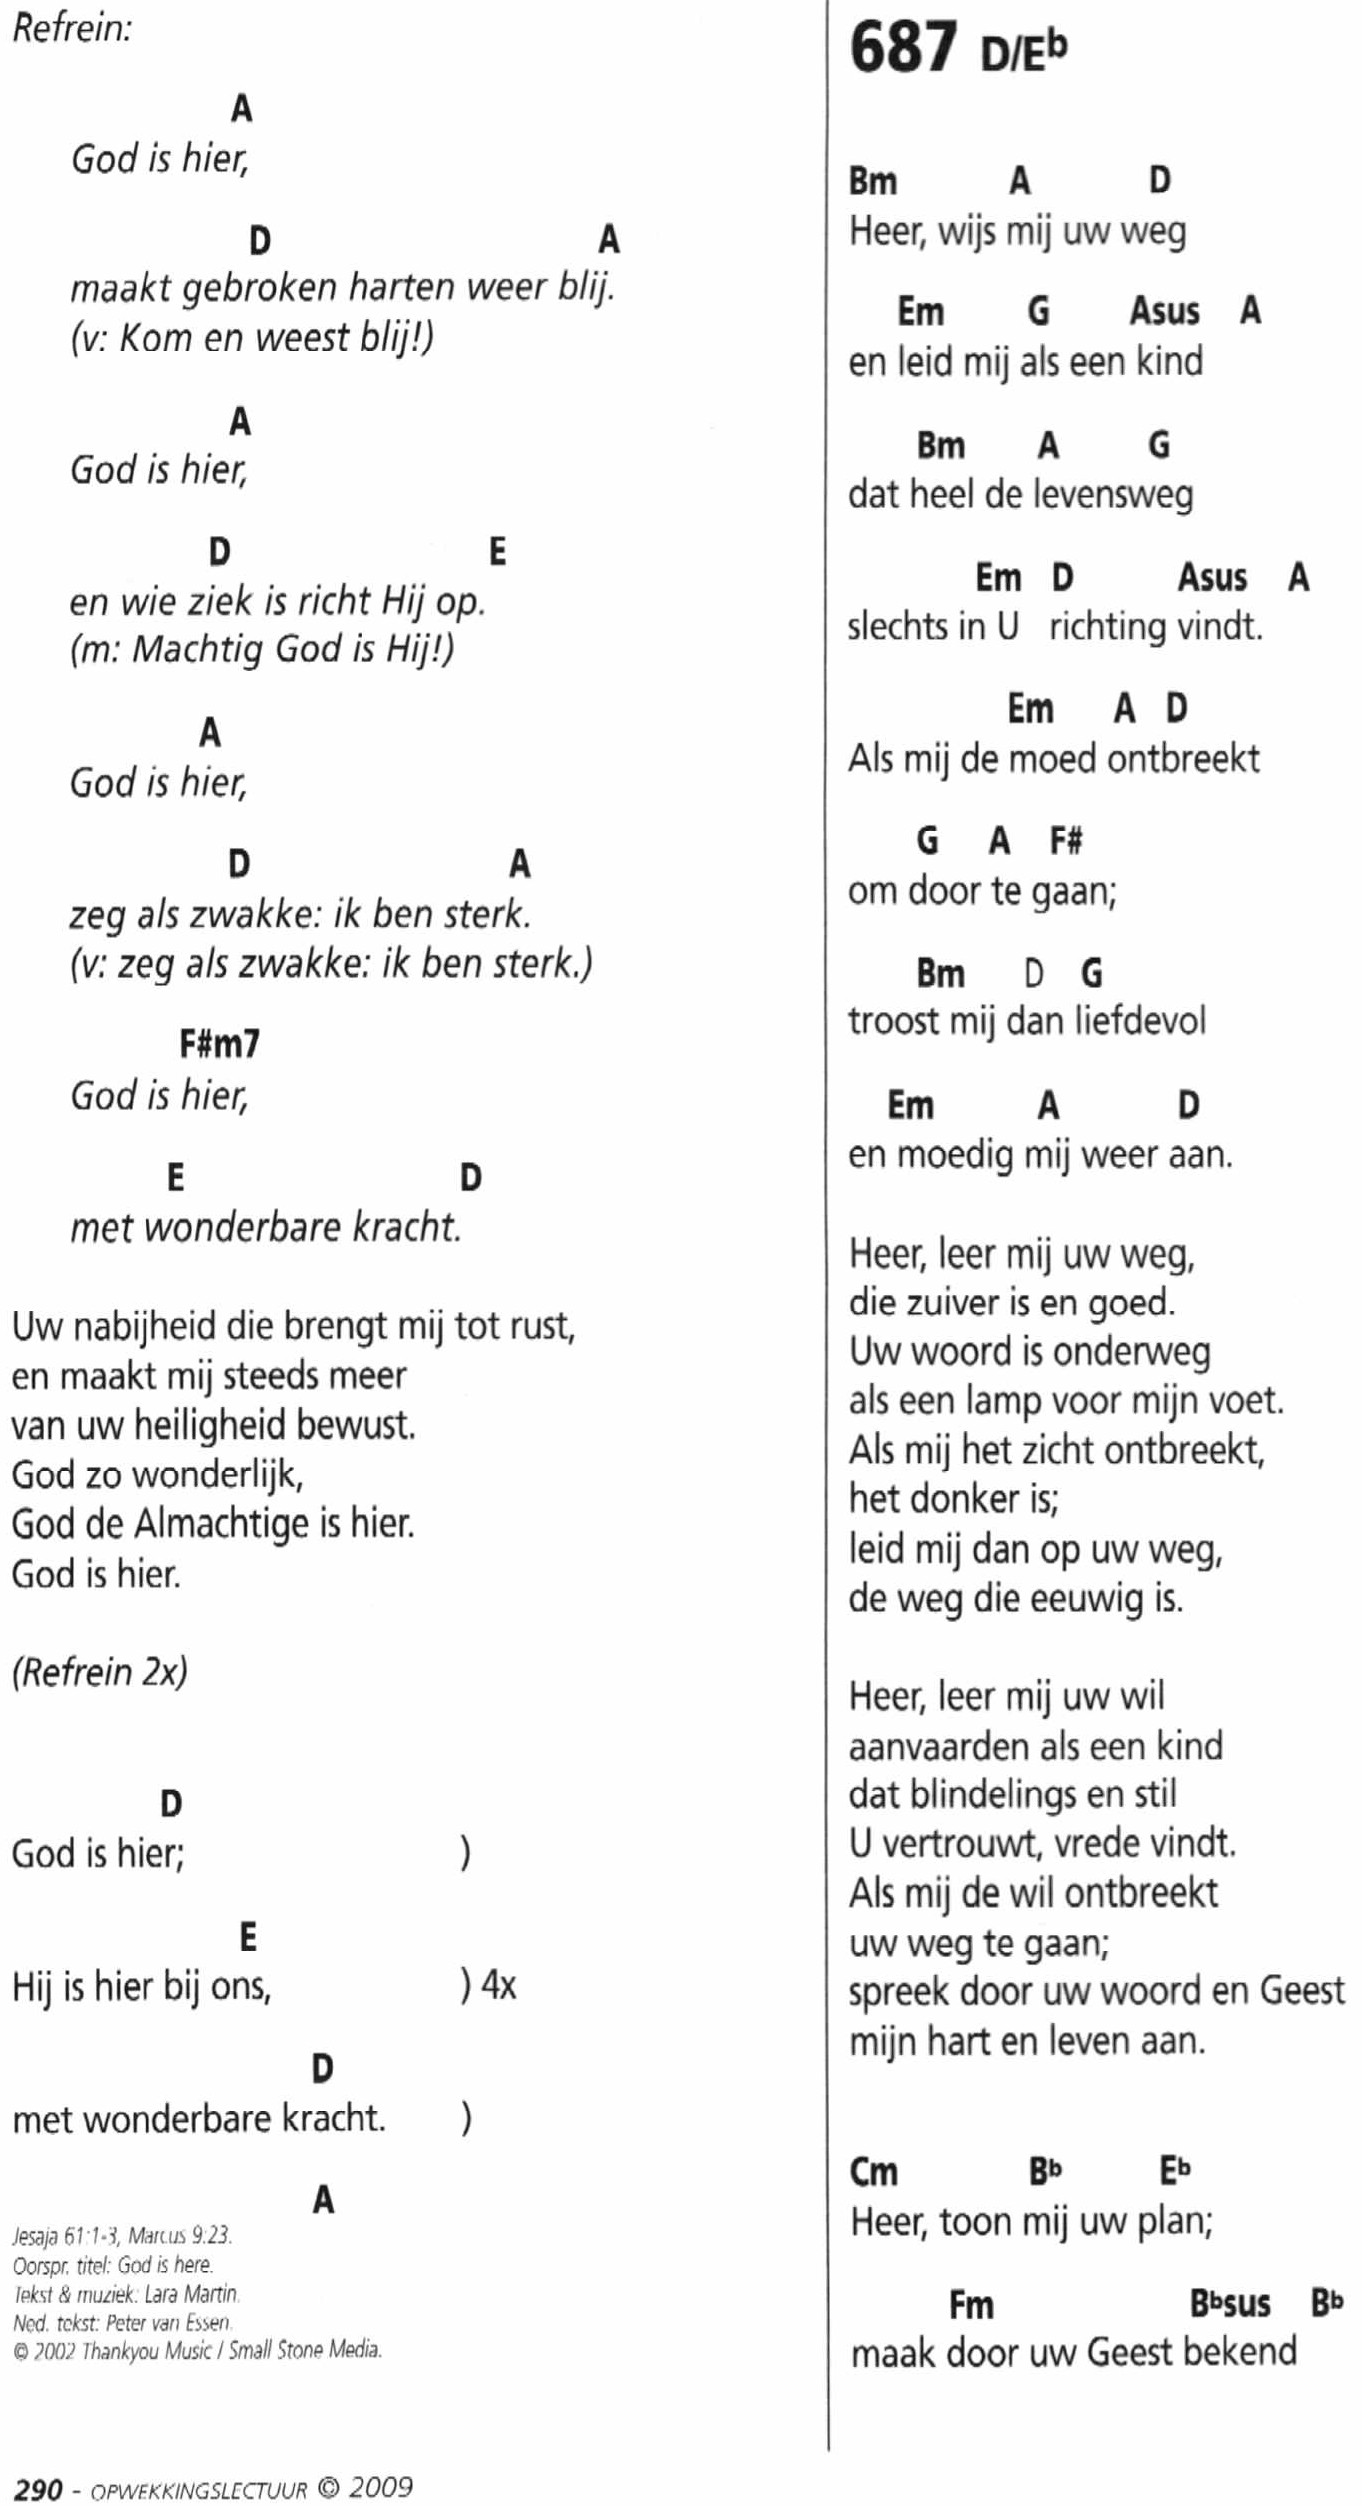 Refrein:
A
God is hier,
D A
maakt gebroken harten weer blij.
(v: Kom en weest blij!)
A
God is hier,
D E
en wie ziek is richt Hij op.
(m: Machtig God is Hij!)
A
God is hier,
D A
zeg als zwakke: ik ben sterk.
(v: zeg als zwakke: ik ben sterk.)
F#m7
God is hier,
E D
met wonderbare kracht.
Uw nabijheid die brengt mij tot rust,
en maakt mij steeds meer
van uw heiligheid bewust.
God zo wonderlijk,
God de Almachtige is hier.
God is hier.
(Refrein 2x)
D
God is hier; )
E
Hij is hier bij ons, ) 4x
D
met wonderbare kracht. )
A
Jesaja 61:1-3, Marcus 9:23.
Oorspr. titel: God is here.
Tekst & muziek: Lara Martin.
Ned. tekst: Peter van Essen.
© 2002 Thankyou Music / Small Stone Media.
290 - OPWEKKINGSLECTUUR © 2009
687 D/Eb
Bm A D
Heer, wijs mij uw weg
Em G Asus A
en leid mij als een kind
Bm A G
dat heel de levensweg
Em D Asus A
slechts in U richting vindt.
Em A D
Als mij de moed ontbreekt
G A F#
om door te gaan;
Bm D G
troost mij dan liefdevol
Em A D
en moedig mij weer aan.
Heer, leer mij uw weg,
die zuiver is en goed.
Uw woord is onderweg
als een lamp voor mijn voet.
Als mij het zicht ontbreekt,
het donker is;
leid mij dan op uw weg,
de weg die eeuwig is.
Heer, leer mij uw wil
aanvaarden als een kind
dat blindelings en stil
U vertrouwt, vrede vindt.
Als mij de wil ontbreekt
uw weg te gaan;
spreek door uw woord en Geest
mijn hart en leven aan.
Cm Bb Eb
Heer, toon mij uw plan;
Fm Bbsus Bb
maak door uw Geest bekend